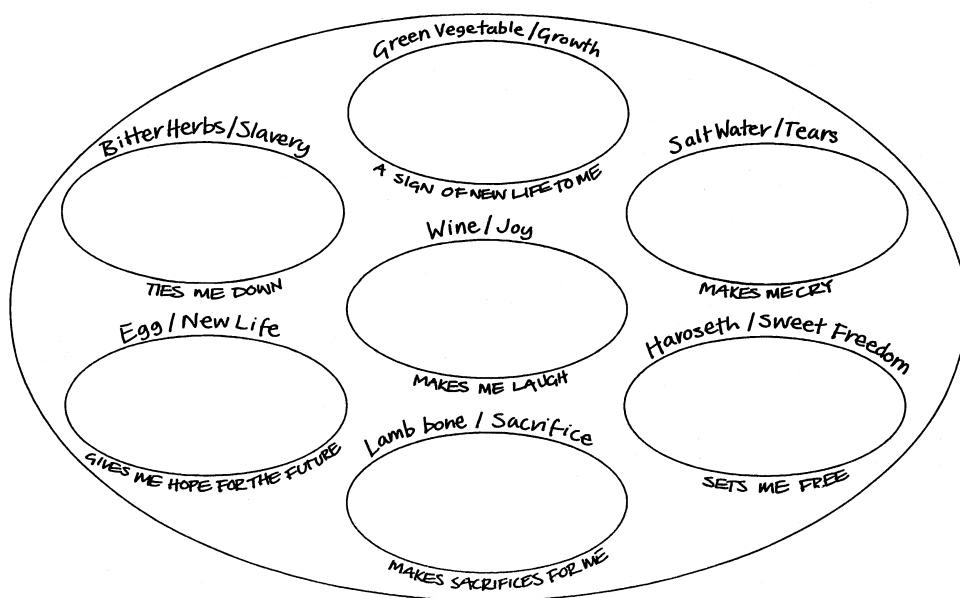 Green Vegetable / Growth
A SIGN OF NEW LIFE TO ME
Bitter Herbs / Slavery
TIES ME DOWN
Salt Water / Tears
MAKES ME CRY
Wine / Joy
MAKES ME LAUGH
Egg / New Life
GIVES ME HOPE FOR THE FUTURE
Haroseth / Sweet Freedom
SETS ME FREE
Lamb bone / Sacrifice
MAKES SACRIFICES FOR ME